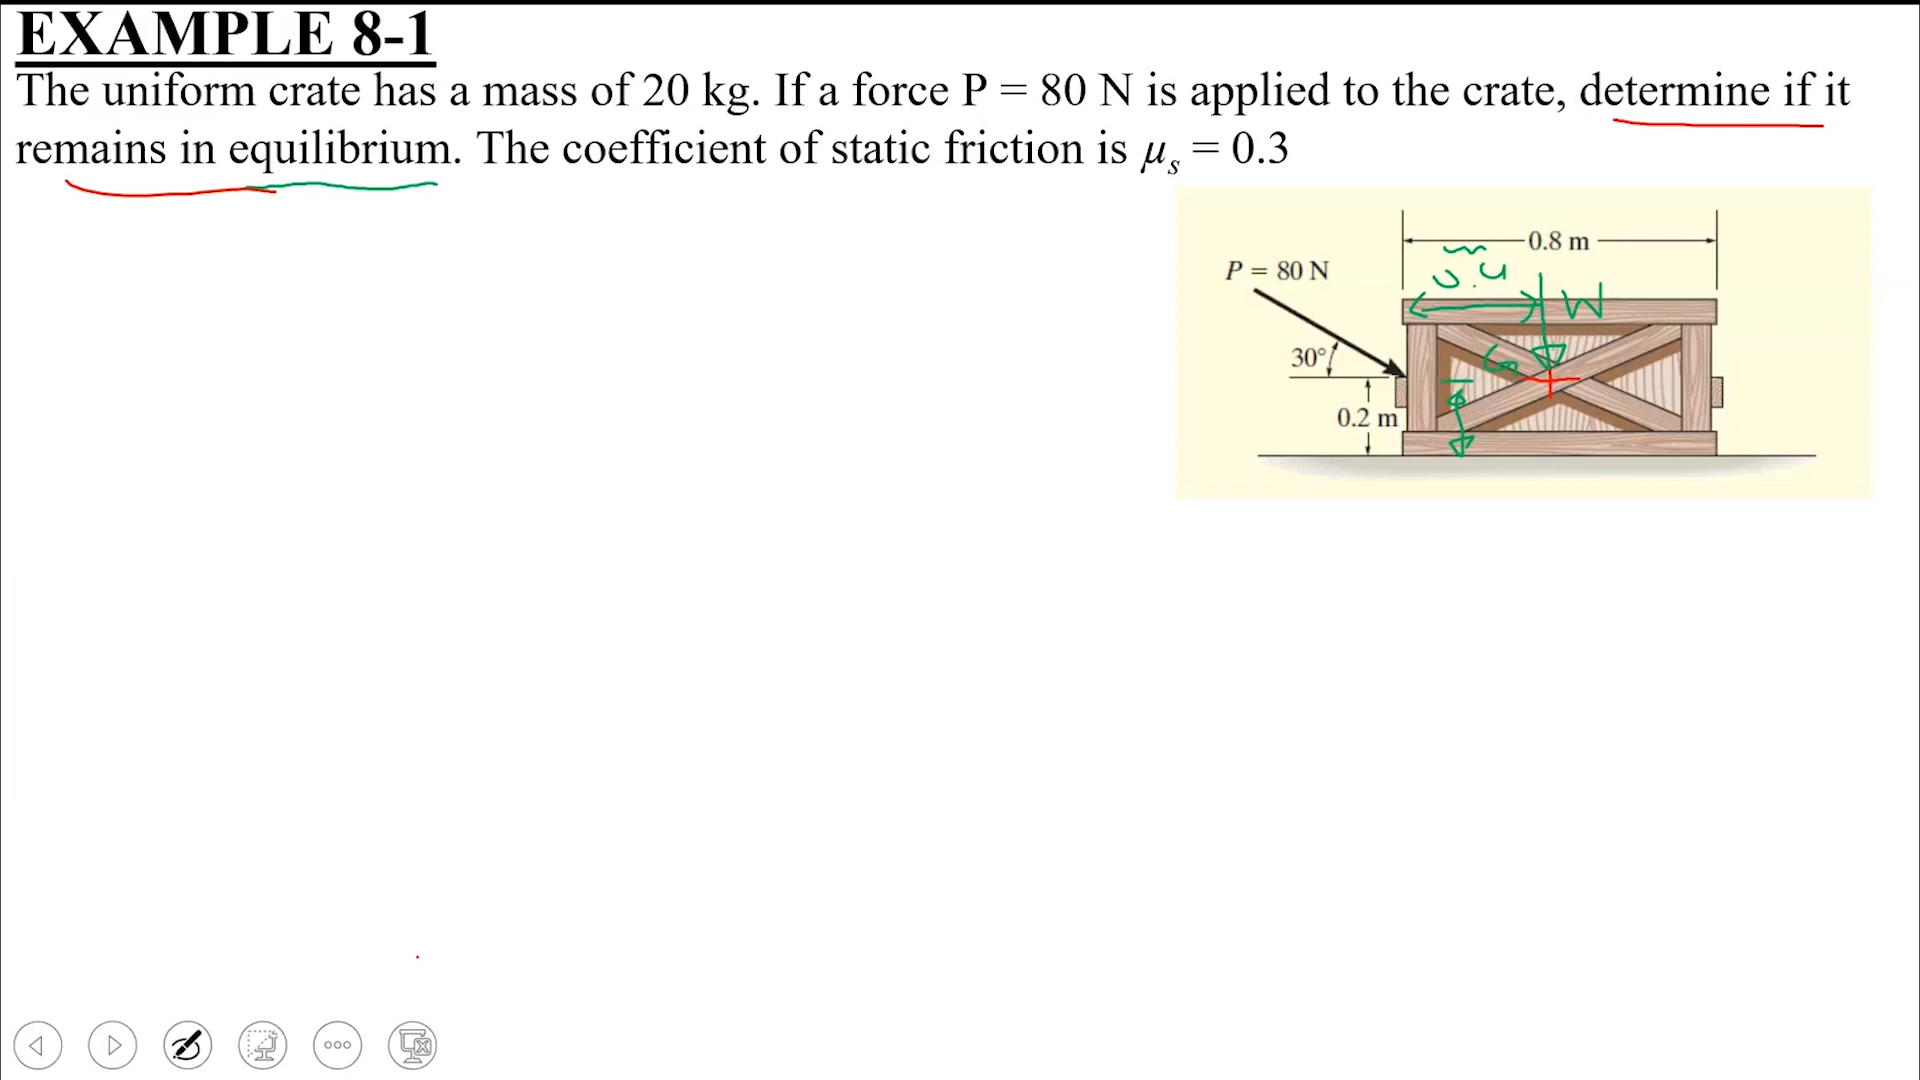 EXAMPLE 8-1
The uniform crate has a mass of 20 kg. If a force P = 80 N is applied to the crate, determine if it
remains in equilibrium. The coefficient of static friction is μₛ = 0.3
0.8 m
P = 80 N
0.4
W
30°
G
0.2 m